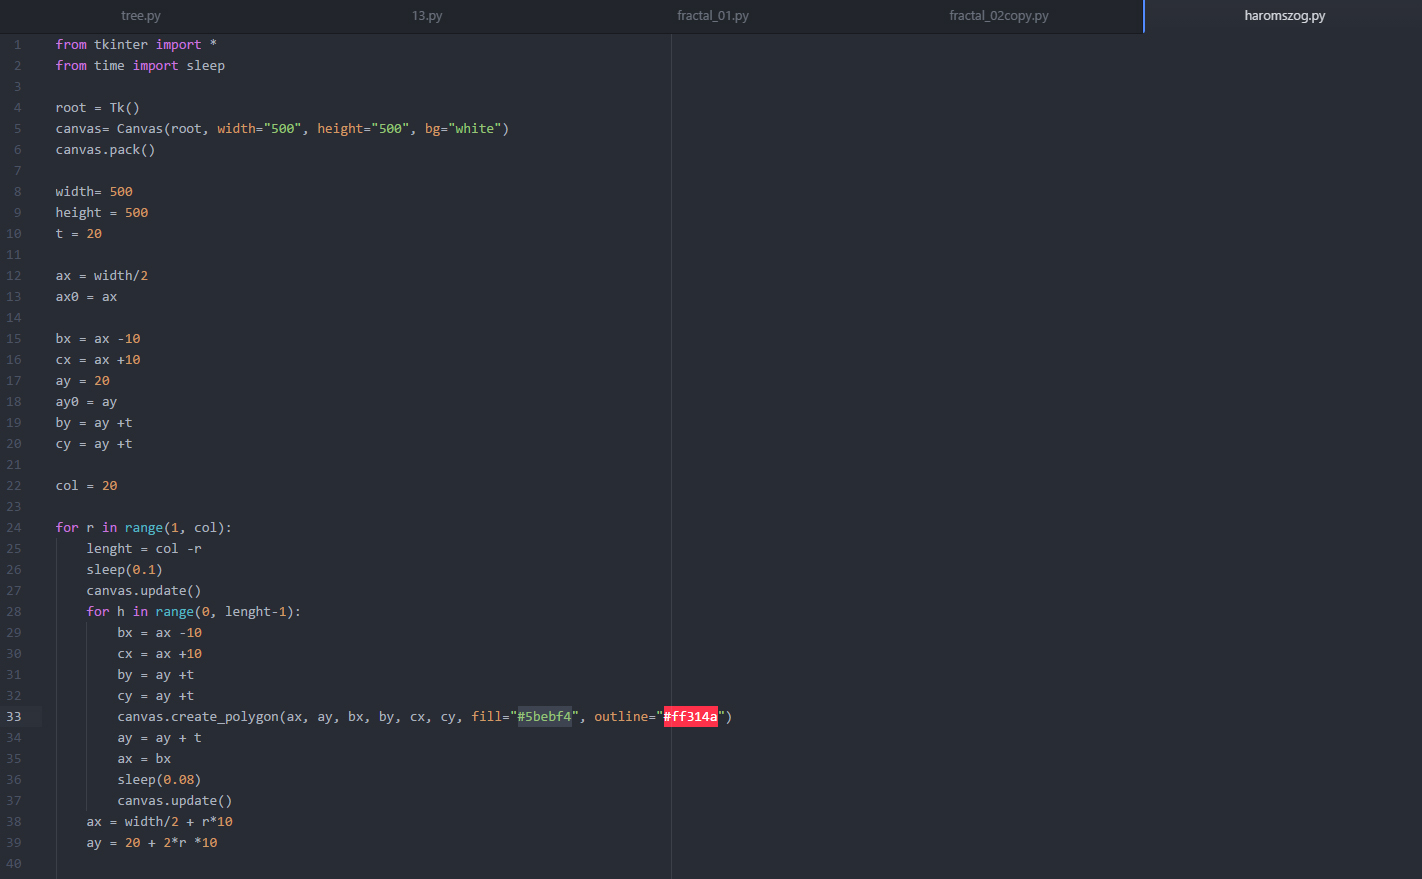 tree.py 13.py fractal_01.py fractal_02copy.py haromszog.py
1 from tkinter import *
2 from time import sleep
3
4 root = Tk()
5 canvas= Canvas(root, width="500", height="500", bg="white")
6 canvas.pack()
7
8 width= 500
9 height = 500
10 t = 20
11
12 ax = width/2
13 ax0 = ax
14
15 bx = ax -10
16 cx = ax +10
17 ay = 20
18 ay0 = ay
19 by = ay +t
20 cy = ay +t
21
22 col = 20
23
24 for r in range(1, col):
25     lenght = col -r
26     sleep(0.1)
27     canvas.update()
28     for h in range(0, lenght-1):
29         bx = ax -10
30         cx = ax +10
31         by = ay +t
32         cy = ay +t
33         canvas.create_polygon(ax, ay, bx, by, cx, cy, fill="#5bebf4", outline="#ff314a")
34         ay = ay + t
35         ax = bx
36         sleep(0.08)
37         canvas.update()
38     ax = width/2 + r*10
39     ay = 20 + 2*r *10
40